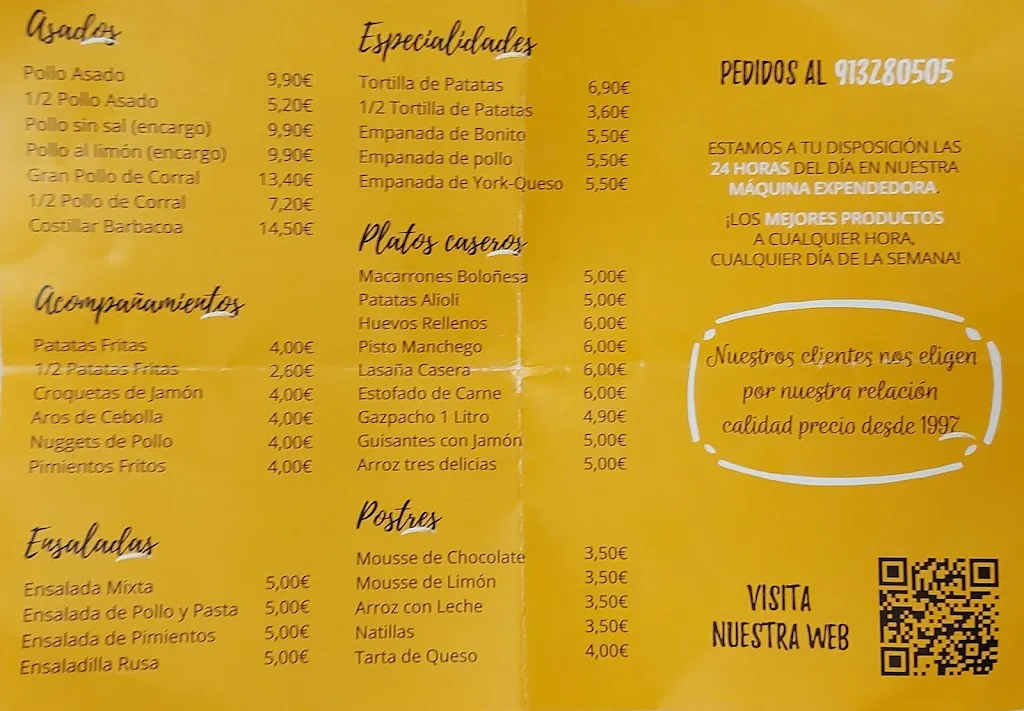 Asados
Pollo Asado 9,90€
1/2 Pollo Asado 5,20€
Pollo sin sal (encargo) 9,90€
Pollo al limón (encargo) 9,90€
Gran Pollo de Corral 13,40€
1/2 Pollo de Corral 7,20€
Costillar Barbacoa 14,50€
Acompañamientos
Patatas Fritas 4,00€
1/2 Patatas Fritas 2,60€
Croquetas de Jamón 4,00€
Aros de Cebolla 4,00€
Nuggets de Pollo 4,00€
Pimientos Fritos 4,00€
Ensaladas
Ensalada Mixta 5,00€
Ensalada de Pollo y Pasta 5,00€
Ensalada de Pimientos 5,00€
Ensaladilla Rusa 5,00€
Especialidades
Tortilla de Patatas 6,90€
1/2 Tortilla de Patatas 3,60€
Empanada de Bonito 5,50€
Empanada de pollo 5,50€
Empanada de York-Queso 5,50€
Platos caseros
Macarrones Boloñesa 5,00€
Patatas Alioli 5,00€
Huevos Rellenos 6,00€
Pisto Manchego 6,00€
Lasaña Casera 6,00€
Estofado de Carne 6,00€
Gazpacho 1 Litro 4,90€
Guisantes con Jamón 5,00€
Arroz tres delicias 5,00€
Postres
Mousse de Chocolate 3,50€
Mousse de Limón 3,50€
Arroz con Leche 3,50€
Natillas 3,50€
Tarta de Queso 4,00€
PEDIDOS AL 913280505
ESTAMOS A TU DISPOSICIÓN LAS
24 HORAS DEL DÍA EN NUESTRA
MÁQUINA EXPENDEDORA.
¡LOS MEJORES PRODUCTOS
A CUALQUIER HORA,
CUALQUIER DÍA DE LA SEMANA!
Nuestros clientes nos eligen
por nuestra relación
calidad precio desde 1997
VISITA
NUESTRA WEB